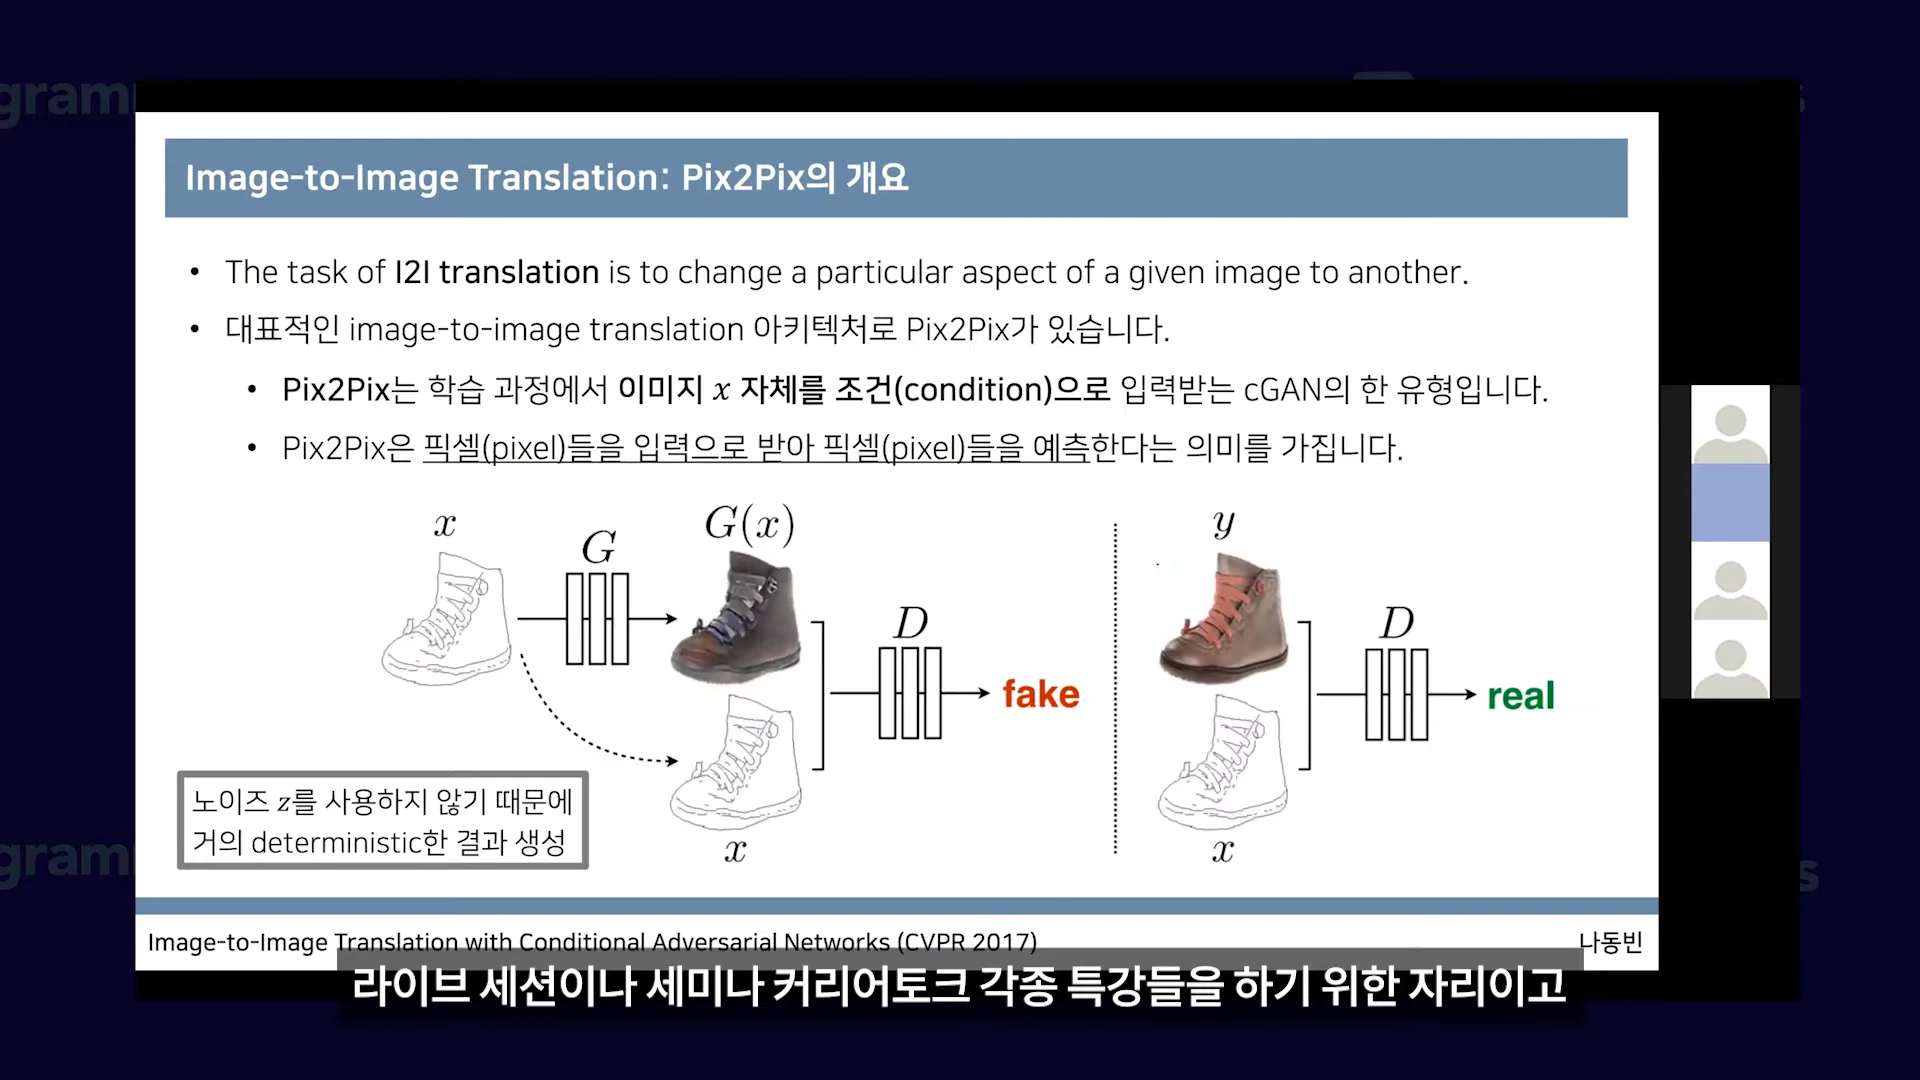 gram
s
Image-to-Image Translation: Pix2Pix의 개요
• The task of I2I translation is to change a particular aspect of a given image to another.
• 대표적인 image-to-image translation 아키텍처로 Pix2Pix가 있습니다.
• Pix2Pix는 학습 과정에서 이미지 x 자체를 조건(condition)으로 입력받는 cGAN의 한 유형입니다.
• Pix2Pix은 픽셀(pixel)들을 입력으로 받아 픽셀(pixel)들을 예측한다는 의미를 가집니다.
x
G
G(x)
D
fake
x
y
D
real
x
노이즈 z를 사용하지 않기 때문에
거의 deterministic한 결과 생성
gram
s
Image-to-Image Translation with Conditional Adversarial Networks (CVPR 2017)
나동빈
라이브 세션이나 세미나 커리어토크 각종 특강들을 하기 위한 자리이고